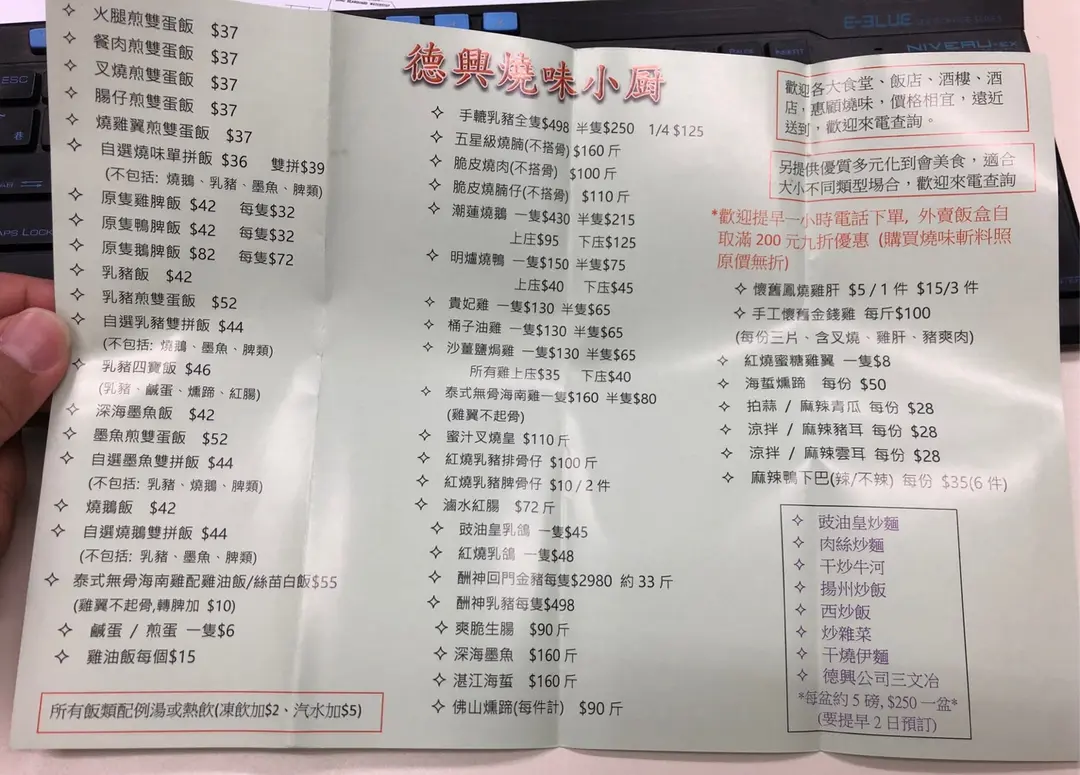 火腿煎雙蛋飯 $37
餐肉煎雙蛋飯 $37
叉燒煎雙蛋飯 $37
腸仔煎雙蛋飯 $37
燒雞翼煎雙蛋飯 $37
自選燒味單拼飯 $36 雙拼$39
(不包括: 燒鵝、乳豬、墨魚、脾類)
原隻雞脾飯 $42 每隻$32
原隻鴨脾飯 $42 每隻$32
原隻鵝脾飯 $82 每隻$72
乳豬飯 $42
乳豬煎雙蛋飯 $52
自選乳豬雙拼飯 $44
(不包括: 燒鵝、墨魚、脾類)
乳豬四寶飯 $46
(乳豬、鹹蛋、燻蹄、紅腸)
深海墨魚飯 $42
墨魚煎雙蛋飯 $52
自選墨魚雙拼飯 $44
(不包括: 乳豬、燒鵝、脾類)
燒鵝飯 $42
自選燒鵝雙拼飯 $44
(不包括: 乳豬、墨魚、脾類)
泰式無骨海南雞配雞油飯/絲苗白飯$55
(雞翼不起骨,轉脾加 $10)
鹹蛋 / 煎蛋 一隻$6
雞油飯每個$15
所有飯類配例湯或熱飲(凍飲加$2、汽水加$5)
德興燒味小厨
手轆乳豬全隻$498 半隻$250 1/4 $125
五星級燒腩(不搭骨) $160 斤
脆皮燒肉(不搭骨) $100 斤
脆皮燒腩仔(不搭骨) $110 斤
潮蓮燒鵝 一隻$430 半隻$215
上庄$95 下庄$125
明爐燒鴨 一隻$150 半隻$75
上庄$40 下庄$45
貴妃雞 一隻$130 半隻$65
桶子油雞 一隻$130 半隻$65
沙薑鹽焗雞 一隻$130 半隻$65
所有雞上庄$35 下庄$40
泰式無骨海南雞一隻$160 半隻$80
(雞翼不起骨)
蜜汁叉燒皇 $110 斤
紅燒乳豬排骨仔 $100 斤
紅燒乳豬脾骨仔 $10 / 2 件
滷水紅腸 $72 斤
豉油皇乳鴿 一隻$45
紅燒乳鴿 一隻$48
酬神回門金豬每隻$2980 約 33 斤
酬神乳豬每隻$498
爽脆生腸 $90 斤
深海墨魚 $160 斤
湛江海蜇 $160 斤
佛山燻蹄(每件計) $90 斤
歡迎各大食堂、飯店、酒樓、酒
店，惠顧燒味，價格相宜，遠近
送到，歡迎來電查詢。
另提供優質多元化到會美食，適合
大小不同類型場合，歡迎來電查詢
*歡迎提早一小時電話下單, 外賣飯盒自
取滿 200 元九折優惠 (購買燒味斬料照
原價無折)
懷舊鳳燒雞肝 $5 / 1 件 $15/3 件
手工懷舊金錢雞 每斤$100
(每份三片、含叉燒、雞肝、豬爽肉)
紅燒蜜糖雞翼 一隻$8
海蜇燻蹄 每份 $50
拍蒜 / 麻辣青瓜 每份 $28
涼拌 / 麻辣豬耳 每份 $28
涼拌 / 麻辣雲耳 每份 $28
麻辣鴨下巴(辣/不辣) 每份 $35(6 件)
豉油皇炒麵
肉絲炒麵
干炒牛河
揚州炒飯
西炒飯
炒雜菜
干燒伊麵
德興公司三文治
*每盆約 5 磅, $250 一盆*
(要提早 2 日預訂)
E-BLUE
ESC
CAPS LOCK